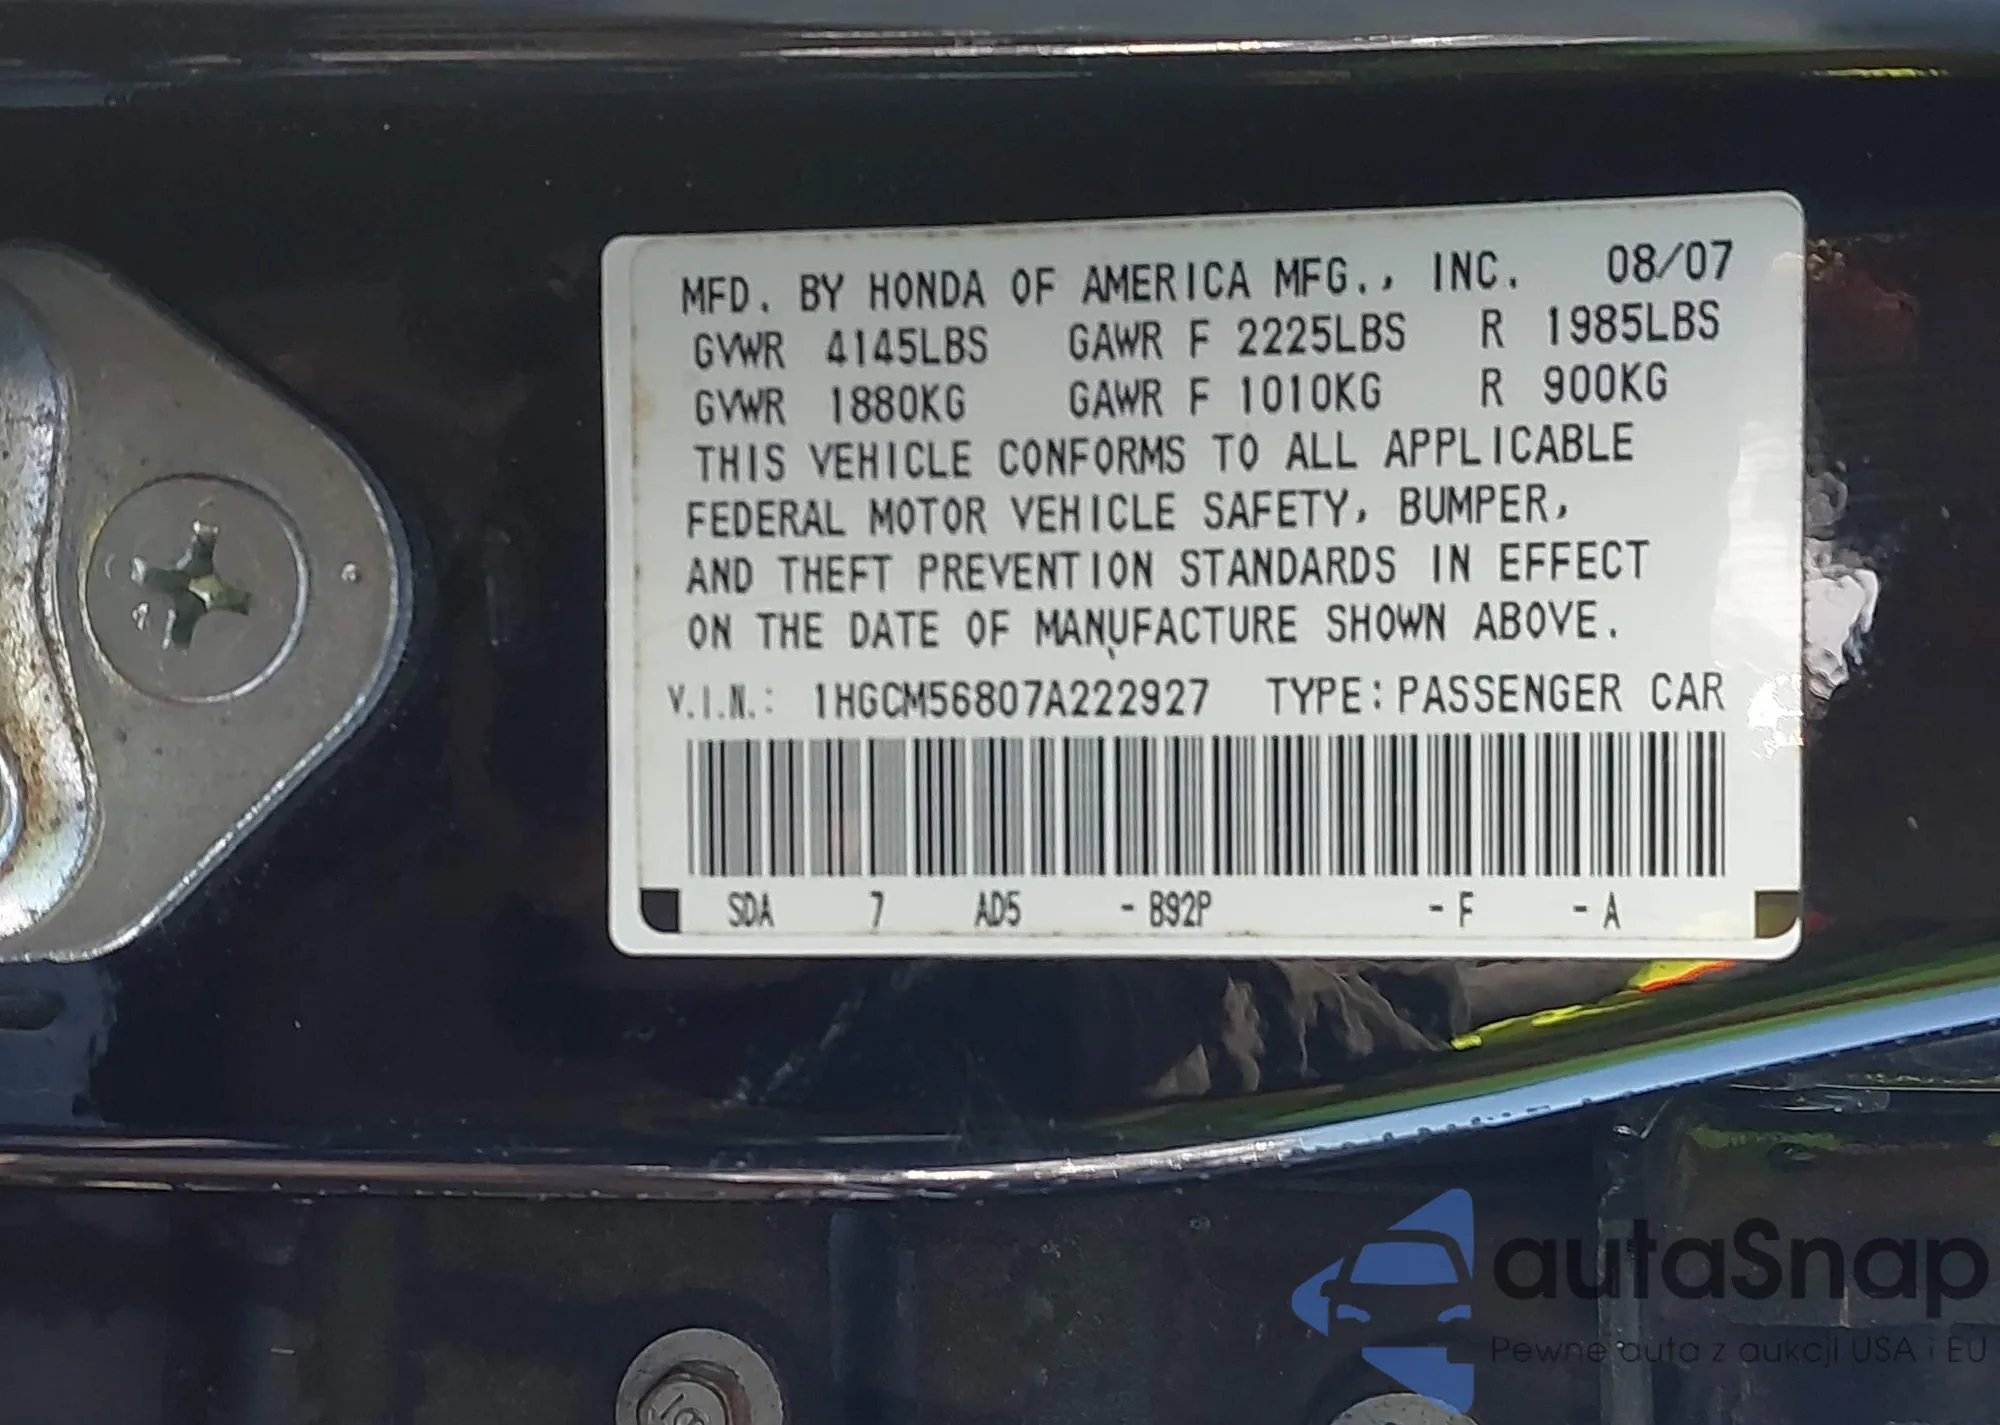 MFD. BY HONDA OF AMERICA MFG., INC. 08/07
GVWR 4145LBS GAWR F 2225LBS R 1985LBS
GVWR 1880KG GAWR F 1010KG R 900KG
THIS VEHICLE CONFORMS TO ALL APPLICABLE
FEDERAL MOTOR VEHICLE SAFETY, BUMPER,
AND THEFT PREVENTION STANDARDS IN EFFECT
ON THE DATE OF MANUFACTURE SHOWN ABOVE.
V.I.N.: 1HGCM56807A222927 TYPE: PASSENGER CAR
SDA 7 AD5 - B92P - F - A
autaSnap
Pewne auta z aukcji USA i EU